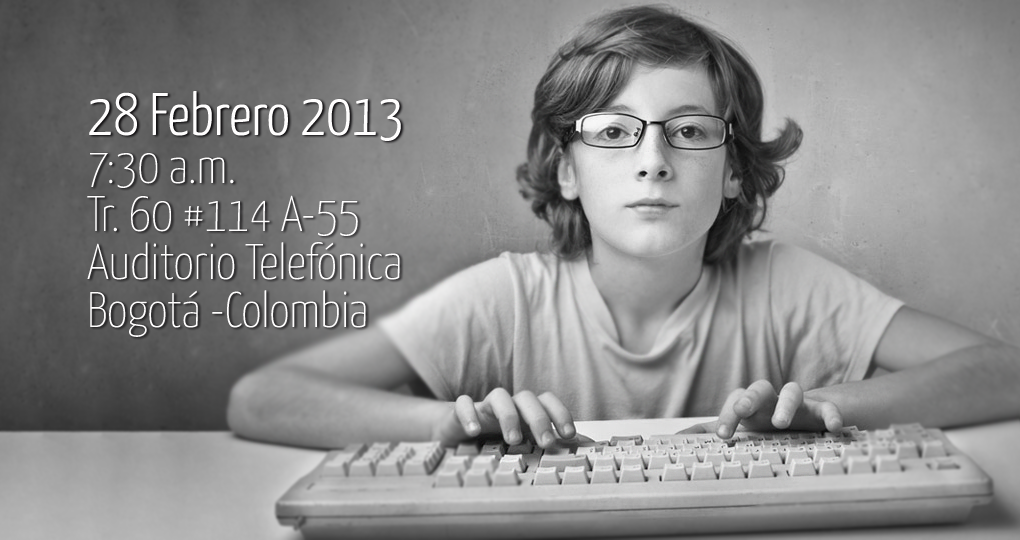 28 Febrero 2013
7:30 a.m.
Tr. 60 #114 A-55
Auditorio Telefónica
Bogotá -Colombia